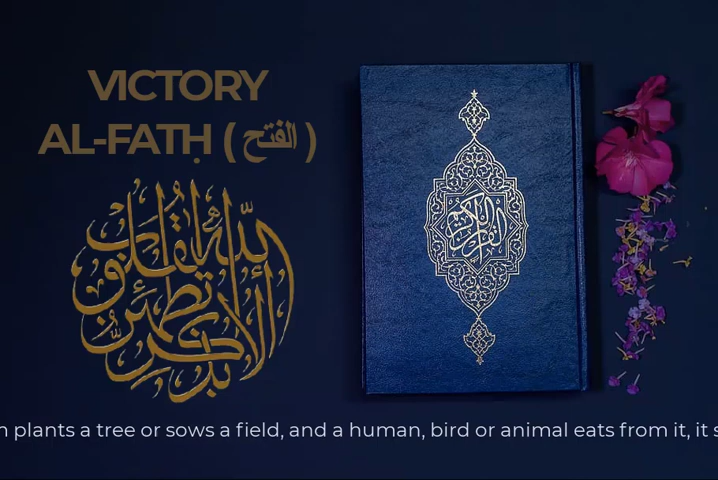 VICTORY
AL-FATḤ ( الفتح )
ألا بذكر الله تطمئن القلوب
القرآن الكريم
plants a tree or sows a field, and a human, bird or animal eats from it, it